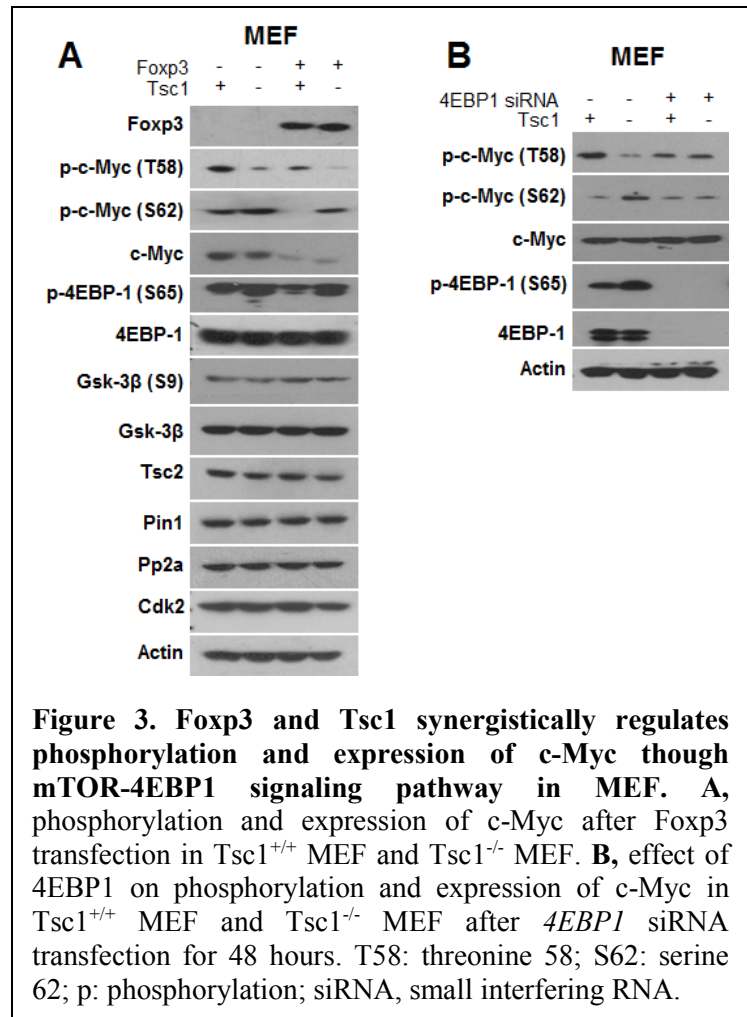 A
MEF
Foxp3 - - + +
Tsc1 + - + -
Foxp3
p-c-Myc (T58)
p-c-Myc (S62)
c-Myc
p-4EBP-1 (S65)
4EBP-1
Gsk-3β (S9)
Gsk-3β
Tsc2
Pin1
Pp2a
Cdk2
Actin
B
MEF
4EBP1 siRNA - - + +
Tsc1 + - + -
p-c-Myc (T58)
p-c-Myc (S62)
c-Myc
p-4EBP-1 (S65)
4EBP-1
Actin
Figure 3. Foxp3 and Tsc1 synergistically regulates
phosphorylation and expression of c-Myc though
mTOR-4EBP1 signaling pathway in MEF. A,
phosphorylation and expression of c-Myc after Foxp3
transfection in Tsc1+/+ MEF and Tsc1-/- MEF. B, effect of
4EBP1 on phosphorylation and expression of c-Myc in
Tsc1+/+ MEF and Tsc1-/- MEF after 4EBP1 siRNA
transfection for 48 hours. T58: threonine 58; S62: serine
62; p: phosphorylation; siRNA, small interfering RNA.